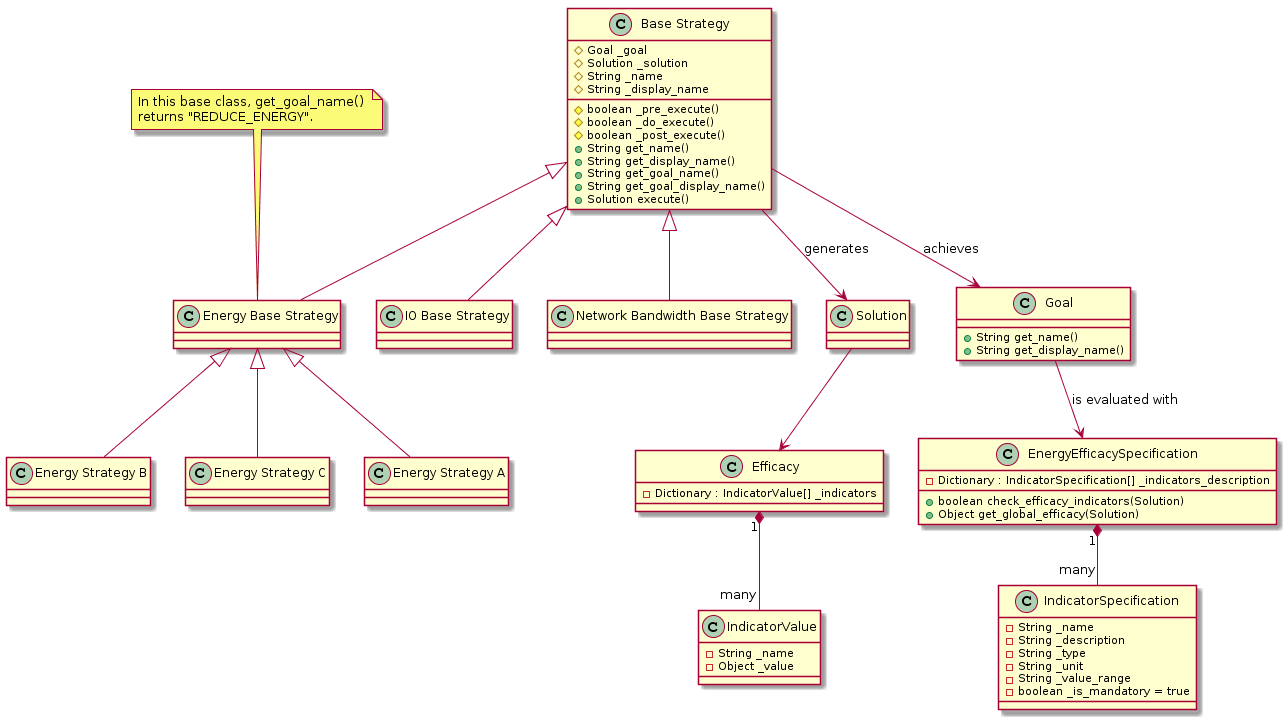 C Base Strategy
Goal _goal
Solution _solution
String _name
String _display_name
boolean _pre_execute()
boolean _do_execute()
boolean _post_execute()
String get_name()
String get_display_name()
String get_goal_name()
String get_goal_display_name()
Solution execute()
In this base class, get_goal_name()
returns "REDUCE_ENERGY".
generates
achieves
C Energy Base Strategy
C IO Base Strategy
C Network Bandwidth Base Strategy
C Solution
C Goal
String get_name()
String get_display_name()
is evaluated with
C Energy Strategy B
C Energy Strategy C
C Energy Strategy A
C Efficacy
Dictionary : IndicatorValue[] _indicators
C EnergyEfficacySpecification
Dictionary : IndicatorSpecification[] _indicators_description
boolean check_efficacy_indicators(Solution)
Object get_global_efficacy(Solution)
1
many
1
many
C IndicatorValue
String _name
Object _value
C IndicatorSpecification
String _name
String _description
String _type
String _unit
String _value_range
boolean _is_mandatory = true